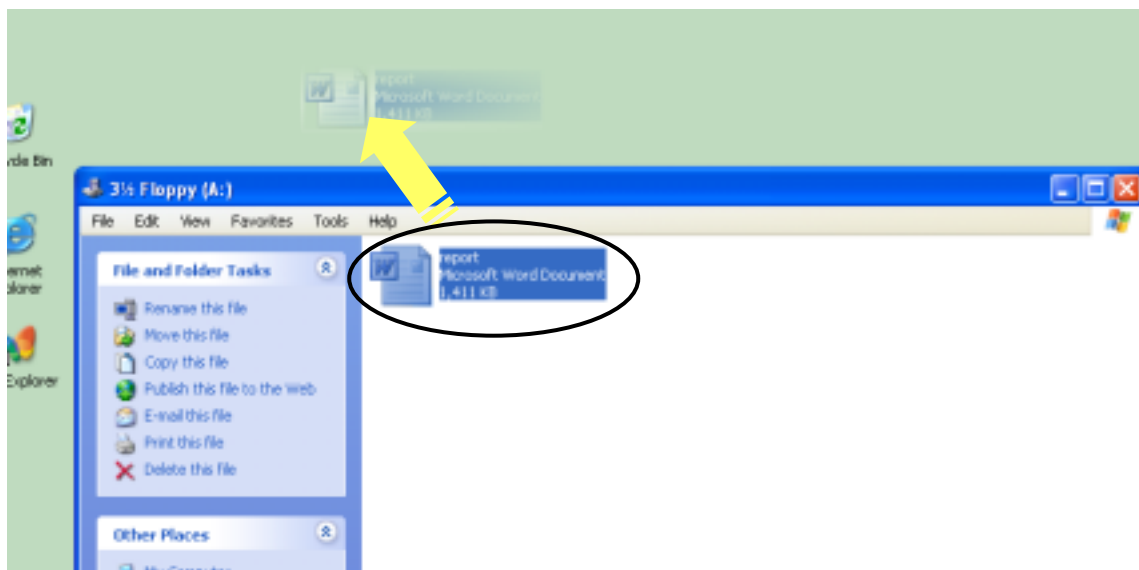 report
Microsoft Word Document
1,411 KB
3½ Floppy (A:)
File Edit View Favorites Tools Help
report
Microsoft Word Document
1,411 KB
File and Folder Tasks
Rename this file
Move this file
Copy this file
Publish this file to the Web
E-mail this file
Print this file
Delete this file
Other Places
My Computer
Bin
Explorer